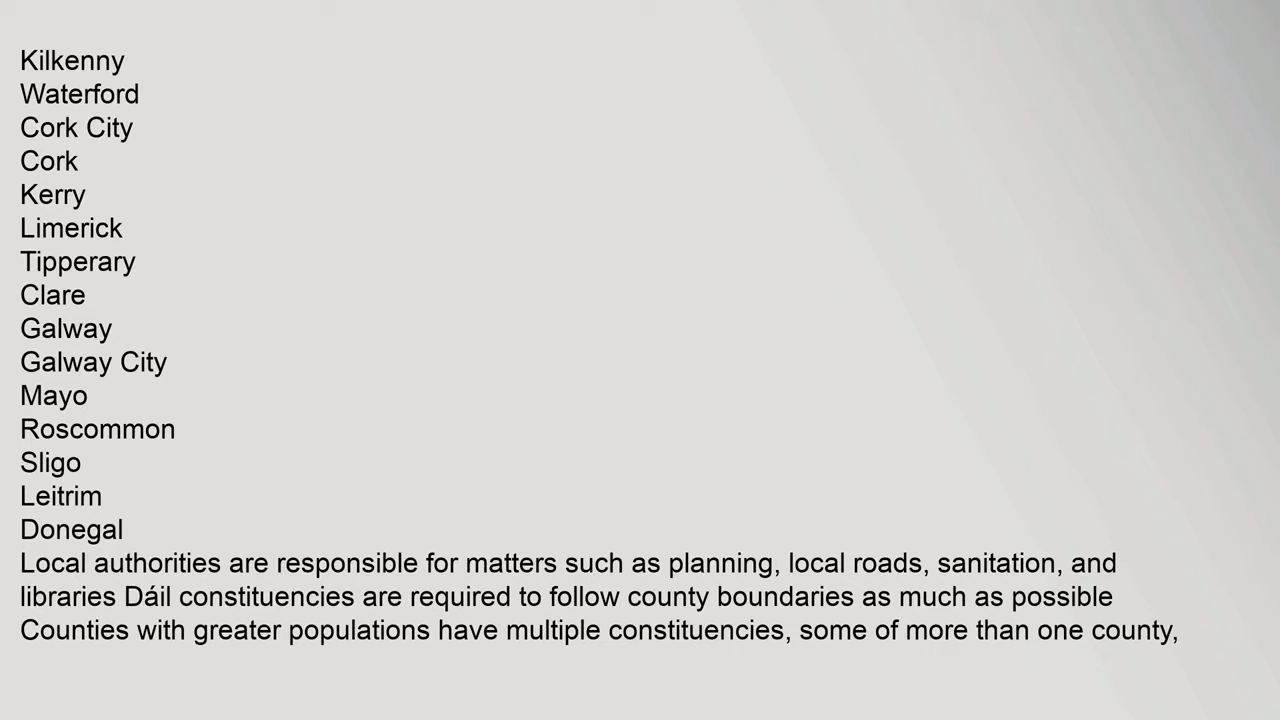 Kilkenny
Waterford
Cork City
Cork
Kerry
Limerick
Tipperary
Clare
Galway
Galway City
Mayo
Roscommon
Sligo
Leitrim
Donegal
Local authorities are responsible for matters such as planning, local roads, sanitation, and
libraries Dáil constituencies are required to follow county boundaries as much as possible
Counties with greater populations have multiple constituencies, some of more than one county,